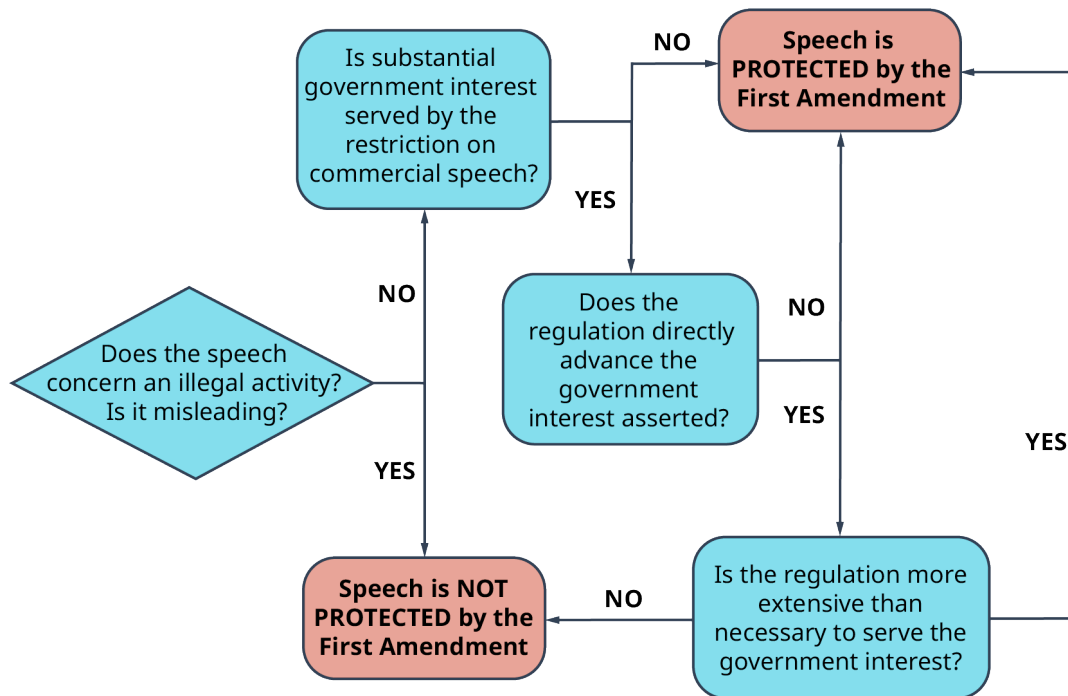 Does the speech
concern an illegal activity?
Is it misleading?
NO
YES
Is substantial
government interest
served by the
restriction on
commercial speech?
NO
YES
Speech is
PROTECTED by the
First Amendment
Does the
regulation directly
advance the
government
interest asserted?
NO
YES
Is the regulation more
extensive than
necessary to serve the
government interest?
YES
NO
Speech is NOT
PROTECTED by the
First Amendment